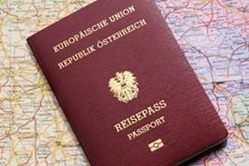 EUROPÄISCHE UNION
REPUBLIK ÖSTERREICH
REISEPASS
PASSPORT